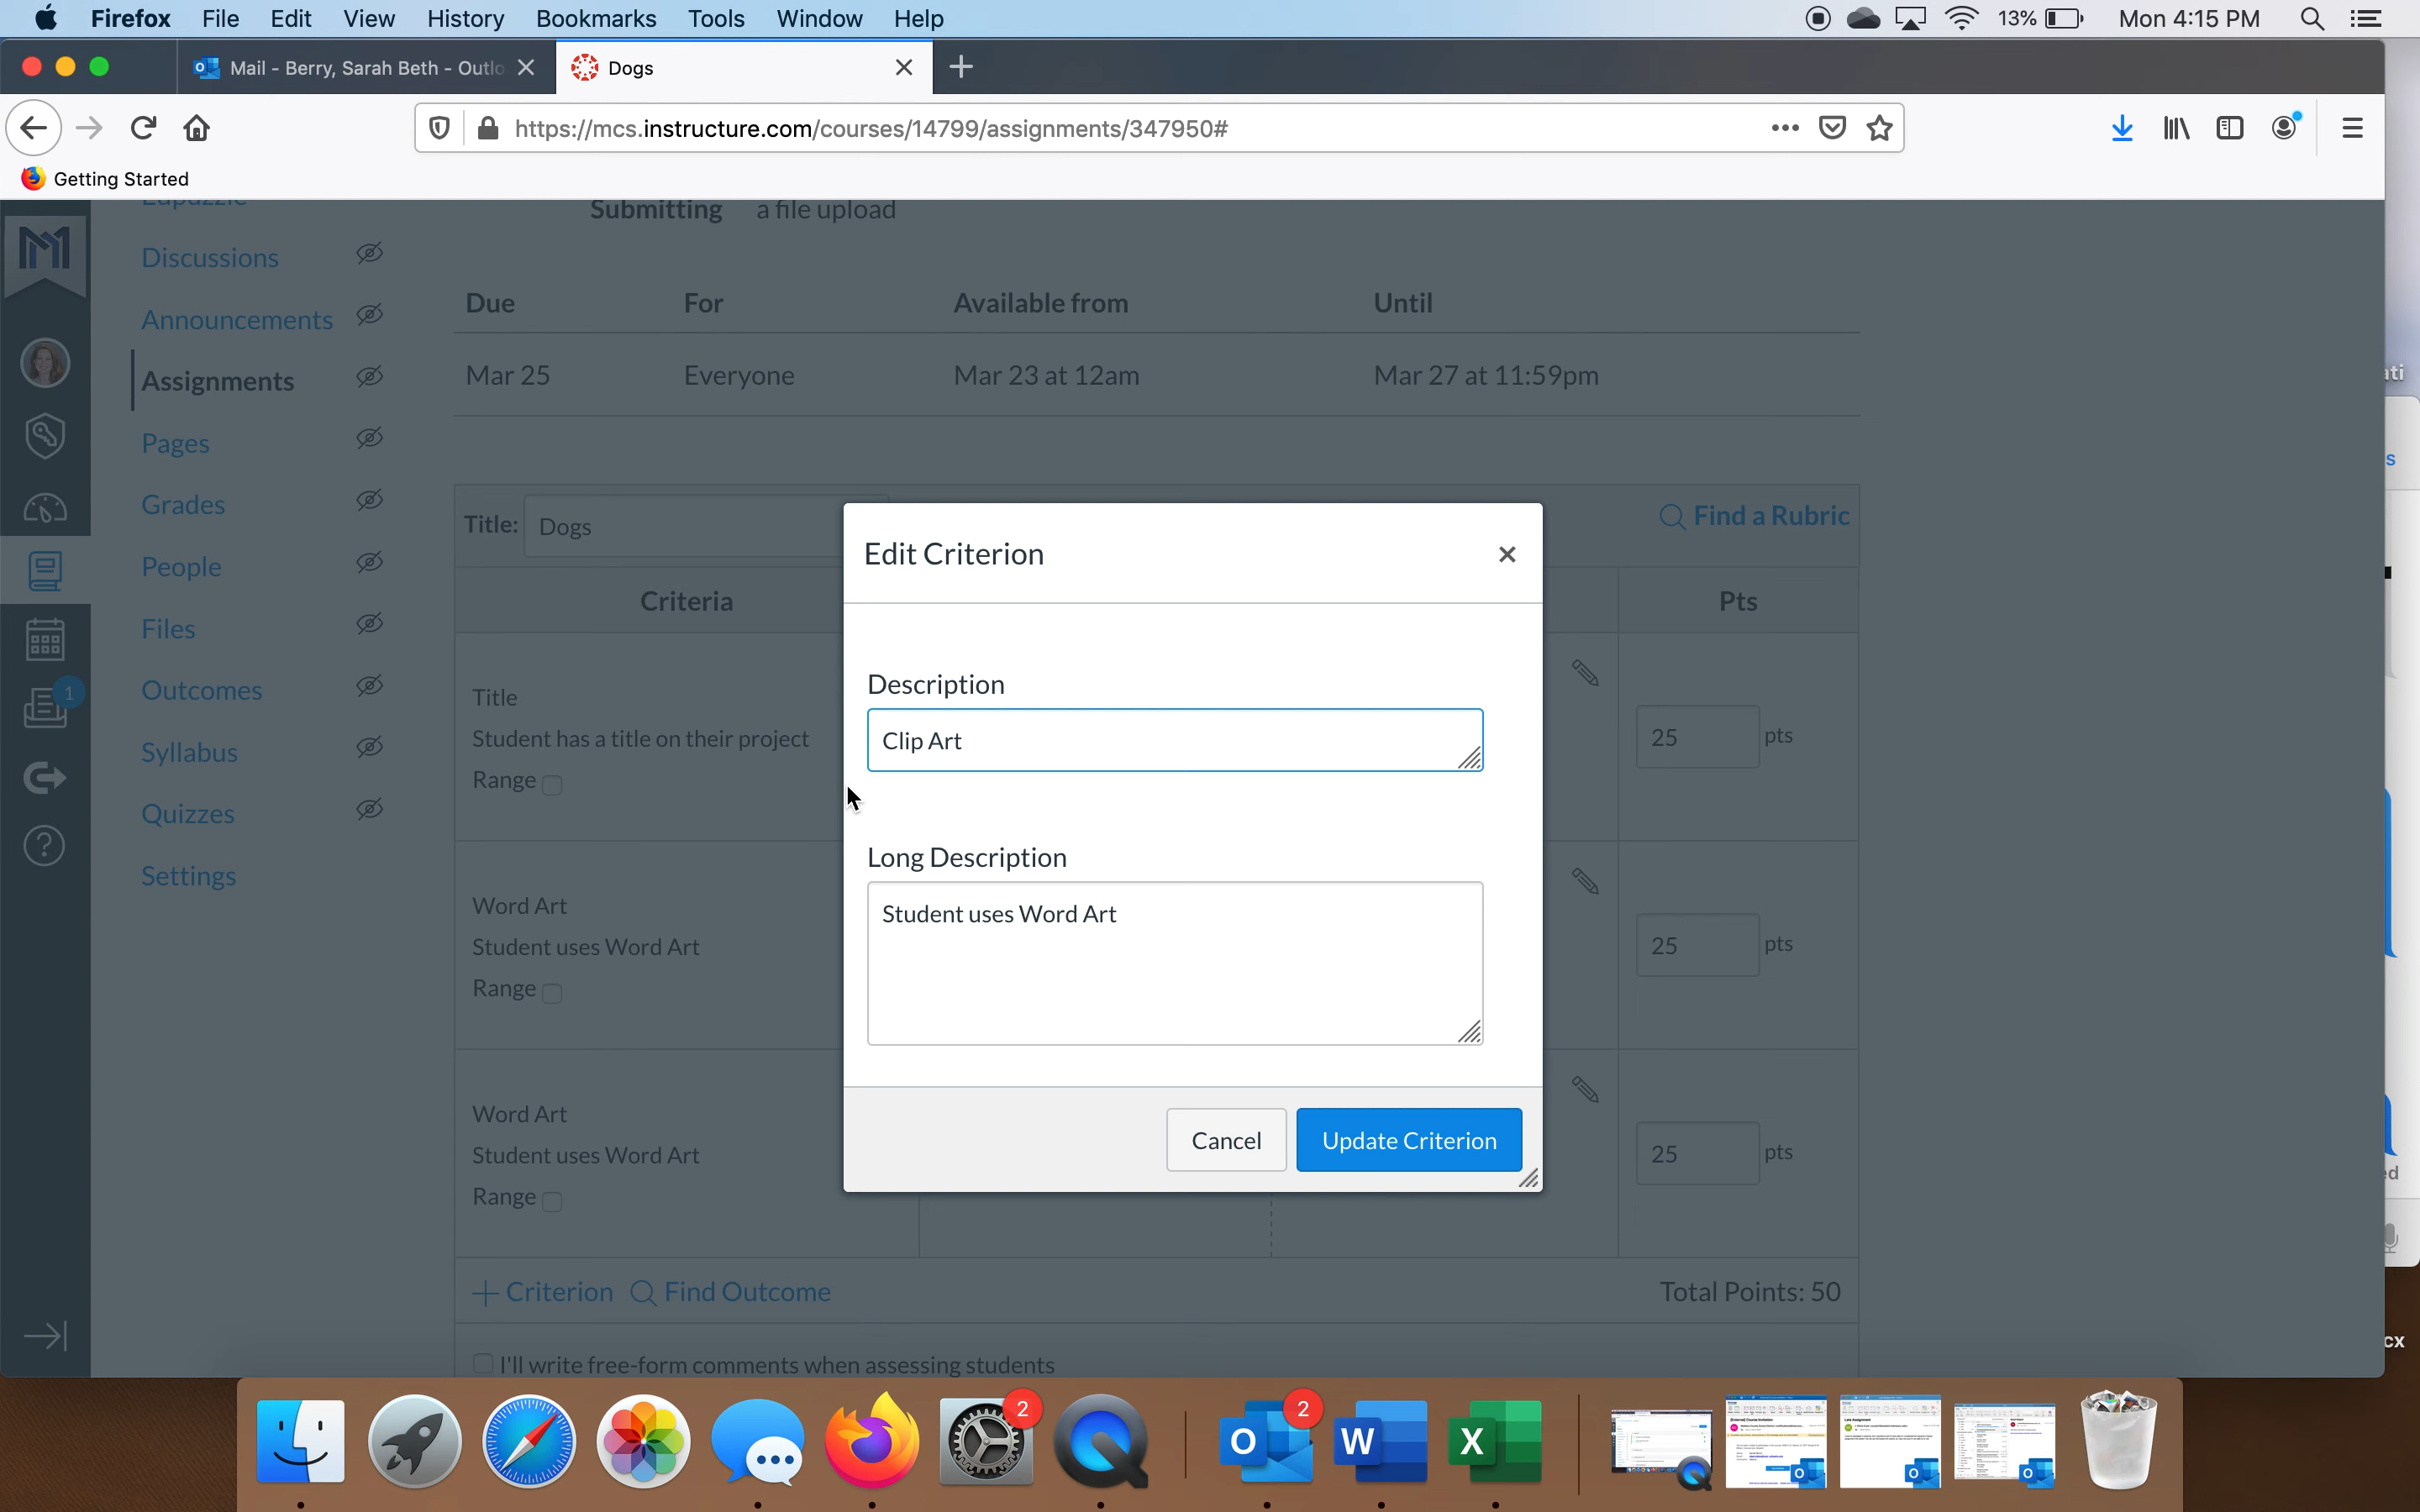 Firefox File Edit View History Bookmarks Tools Window Help 13% Mon 4:15 PM
Mail - Berry, Sarah Beth - Outlo
Dogs
https://mcs.instructure.com/courses/14799/assignments/347950#
Getting Started
Submitting a file upload
Discussions
Announcements
Assignments
Pages
Grades
People
Files
Outcomes
Syllabus
Quizzes
Settings
1
Due For Available from Until
Mar 25 Everyone Mar 23 at 12am Mar 27 at 11:59pm
Title: Dogs
Find a Rubric
Criteria Pts
Title
Student has a title on their project
Range
25 pts
Word Art
Student uses Word Art
Range
25 pts
Word Art
Student uses Word Art
Range
25 pts
Criterion Find Outcome Total Points: 50
I'll write free-form comments when assessing students
Edit Criterion
Description
Clip Art
Long Description
Student uses Word Art
Cancel Update Criterion
ati
s
ed
cx
2
2
O
W
X